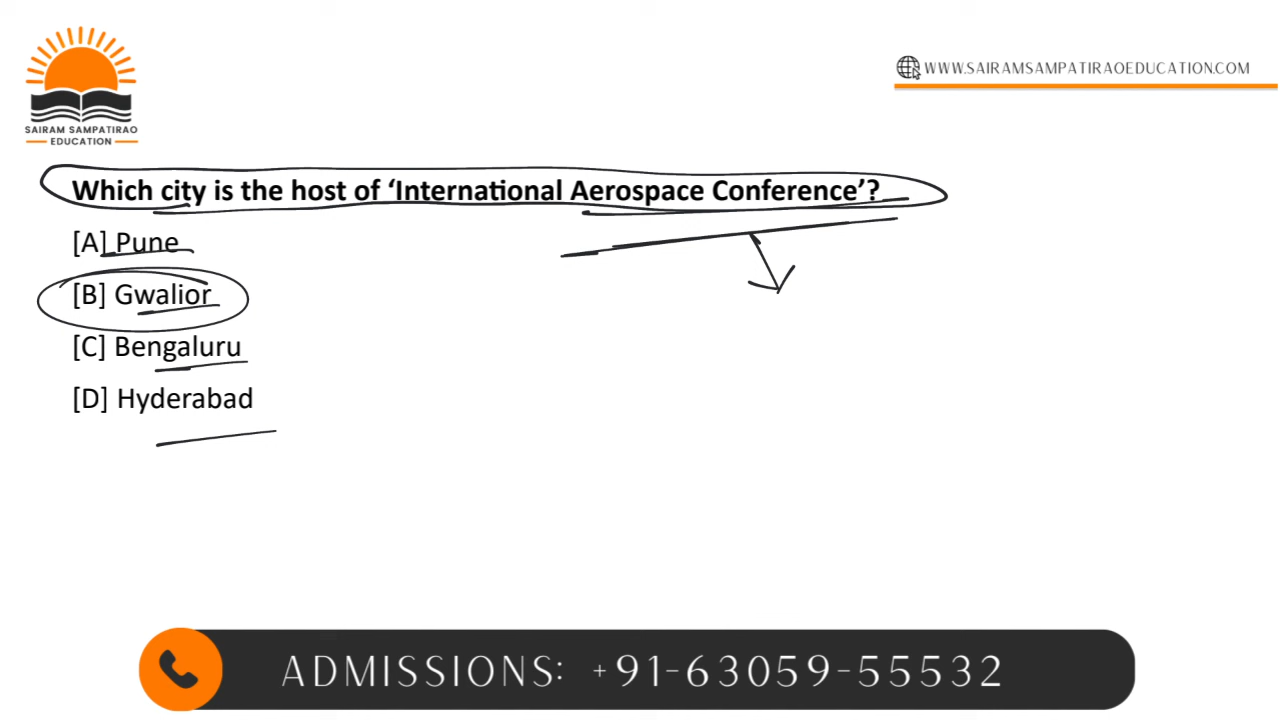 SAIRAM SAMPATIRAO
EDUCATION
WWW.SAIRAMSAMPATIRAOEDUCATION.COM
Which city is the host of ‘International Aerospace Conference’?
[A] Pune
[B] Gwalior
[C] Bengaluru
[D] Hyderabad
ADMISSIONS: +91-63059-55532